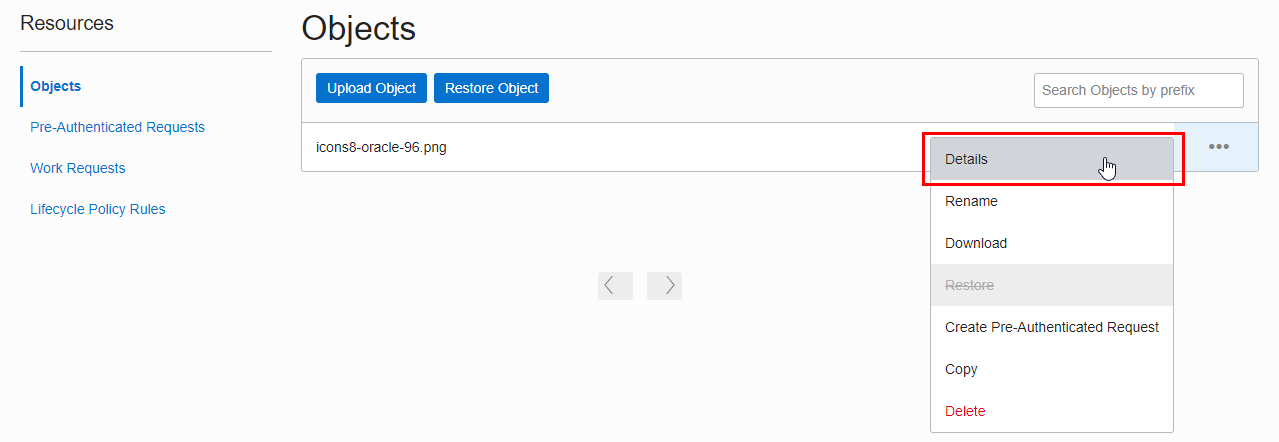 Resources
Objects
Pre-Authenticated Requests
Work Requests
Lifecycle Policy Rules
Objects
Upload Object
Restore Object
Search Objects by prefix
icons8-oracle-96.png
Details
Rename
Download
Restore
Create Pre-Authenticated Request
Copy
Delete